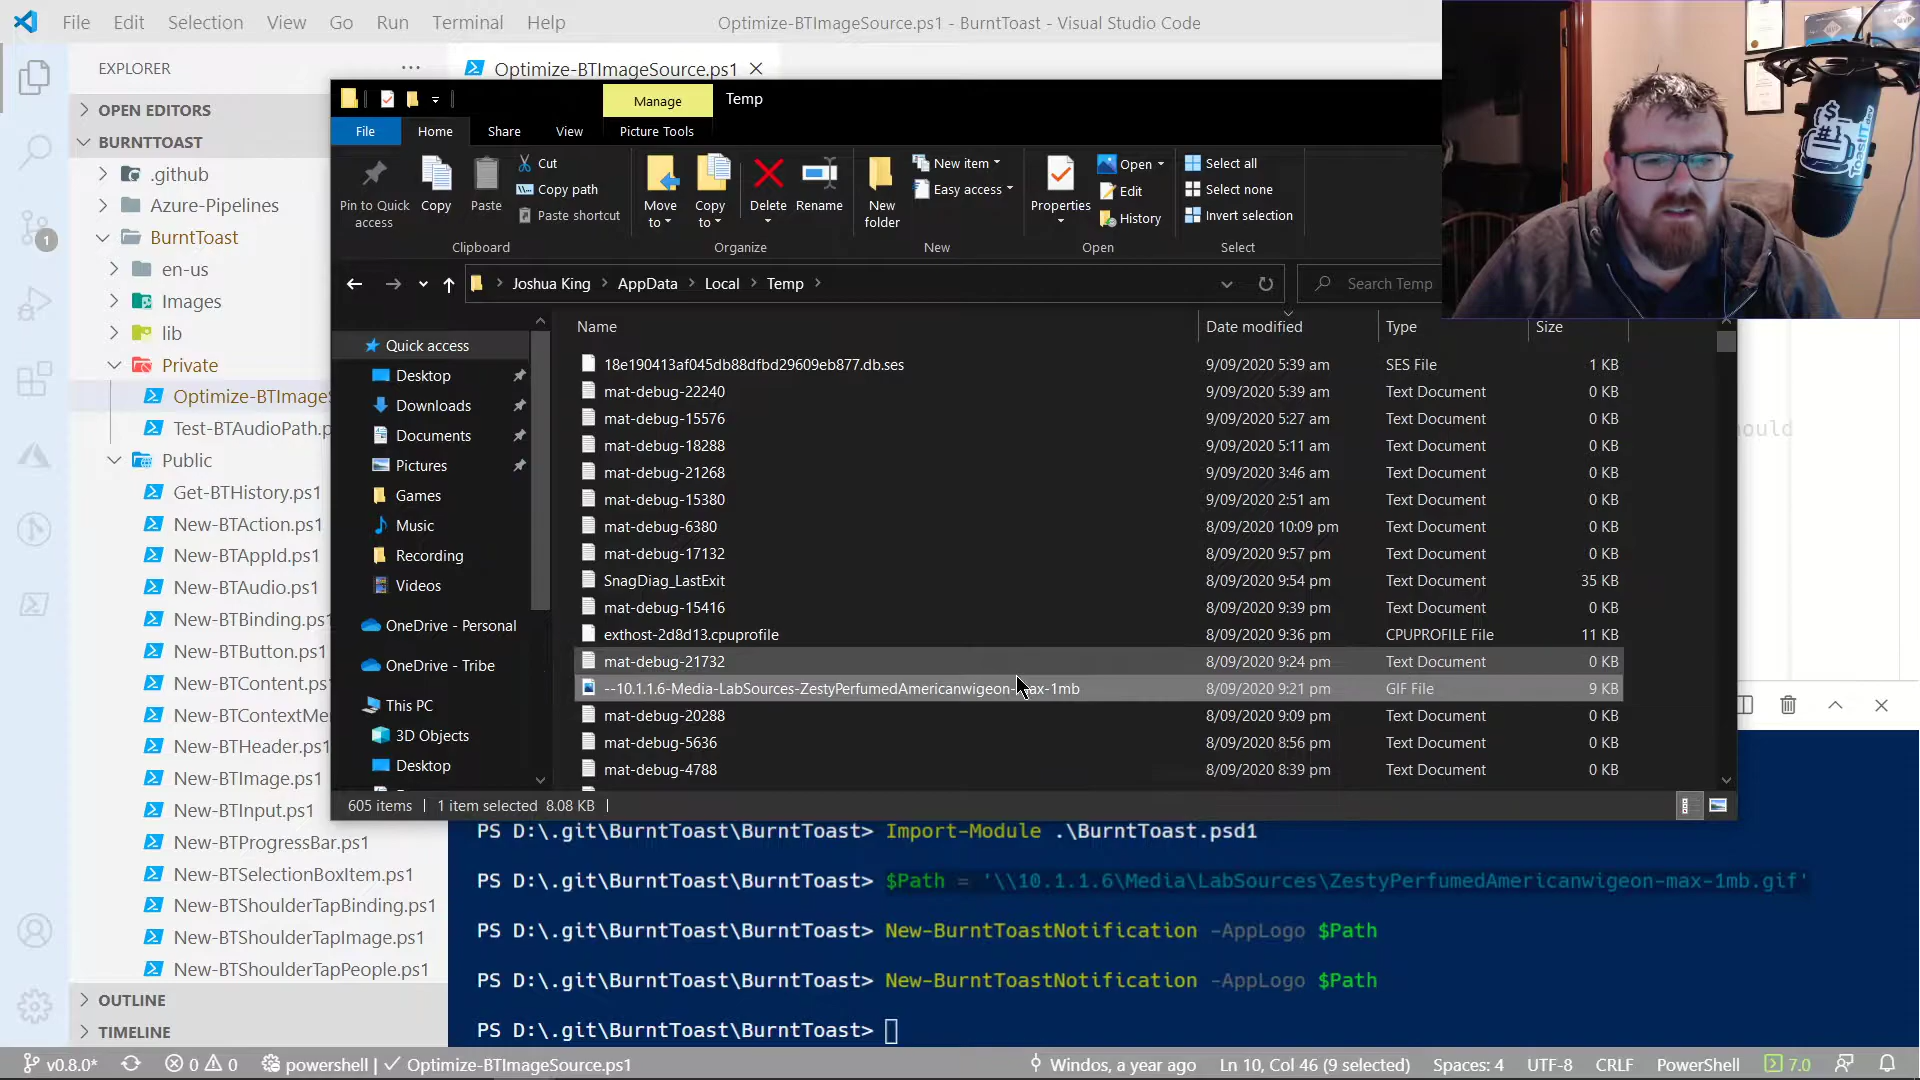 File Edit Selection View Go Run Terminal Help
Optimize-BTImageSource.ps1 - BurntToast - Visual Studio Code
EXPLORER
Optimize-BTImageSource.ps1
OPEN EDITORS
BURNTTOAST
.github
Azure-Pipelines
BurntToast
en-us
Images
lib
Private
Optimize-BTImageS
Test-BTAudioPath.p
Public
Get-BTHistory.ps1
New-BTAction.ps1
New-BTAppId.ps1
New-BTAudio.ps1
New-BTBinding.ps1
New-BTButton.ps1
New-BTContent.ps1
New-BTContextMe
New-BTHeader.ps1
New-BTImage.ps1
New-BTInput.ps1
New-BTProgressBar.ps1
New-BTSelectionBoxItem.ps1
New-BTShoulderTapBinding.ps1
New-BTShoulderTapImage.ps1
New-BTShoulderTapPeople.ps1
OUTLINE
TIMELINE
1
Manage
Temp
File Home Share View Picture Tools
Pin to Quick access
Copy
Paste
Cut
Copy path
Paste shortcut
Clipboard
Move to
Copy to
Delete
Rename
Organize
New folder
New item
Easy access
New
Properties
Open
Edit
History
Open
Select all
Select none
Invert selection
Select
Joshua King AppData Local Temp
Search Temp
Quick access
Desktop
Downloads
Documents
Pictures
Games
Music
Recording
Videos
OneDrive - Personal
OneDrive - Tribe
This PC
3D Objects
Desktop
Name Date modified Type Size
18e190413af045db88dfbd29609eb877.db.ses 9/09/2020 5:39 am SES File 1 KB
mat-debug-22240 9/09/2020 5:39 am Text Document 0 KB
mat-debug-15576 9/09/2020 5:27 am Text Document 0 KB
mat-debug-18288 9/09/2020 5:11 am Text Document 0 KB
mat-debug-21268 9/09/2020 3:46 am Text Document 0 KB
mat-debug-15380 9/09/2020 2:51 am Text Document 0 KB
mat-debug-6380 8/09/2020 10:09 pm Text Document 0 KB
mat-debug-17132 8/09/2020 9:57 pm Text Document 0 KB
SnagDiag_LastExit 8/09/2020 9:54 pm Text Document 35 KB
mat-debug-15416 8/09/2020 9:39 pm Text Document 0 KB
exthost-2d8d13.cpuprofile 8/09/2020 9:36 pm CPUPROFILE File 11 KB
mat-debug-21732 8/09/2020 9:24 pm Text Document 0 KB
--10.1.1.6-Media-LabSources-ZestyPerfumedAmericanwigeon-max-1mb 8/09/2020 9:21 pm GIF File 9 KB
mat-debug-20288 8/09/2020 9:09 pm Text Document 0 KB
mat-debug-5636 8/09/2020 8:56 pm Text Document 0 KB
mat-debug-4788 8/09/2020 8:39 pm Text Document 0 KB
605 items 1 item selected 8.08 KB
ould
$
#1
ToastIT.dev
PS D:\.git\BurntToast\BurntToast> Import-Module .\BurntToast.psd1
PS D:\.git\BurntToast\BurntToast> $Path = '\\10.1.1.6\Media\LabSources\ZestyPerfumedAmericanwigeon-max-1mb.gif'
PS D:\.git\BurntToast\BurntToast> New-BurntToastNotification -AppLogo $Path
PS D:\.git\BurntToast\BurntToast> New-BurntToastNotification -AppLogo $Path
PS D:\.git\BurntToast\BurntToast>
v0.8.0* 0 0 powershell | Optimize-BTImageSource.ps1 Windos, a year ago Ln 10, Col 46 (9 selected) Spaces: 4 UTF-8 CRLF PowerShell 7.0